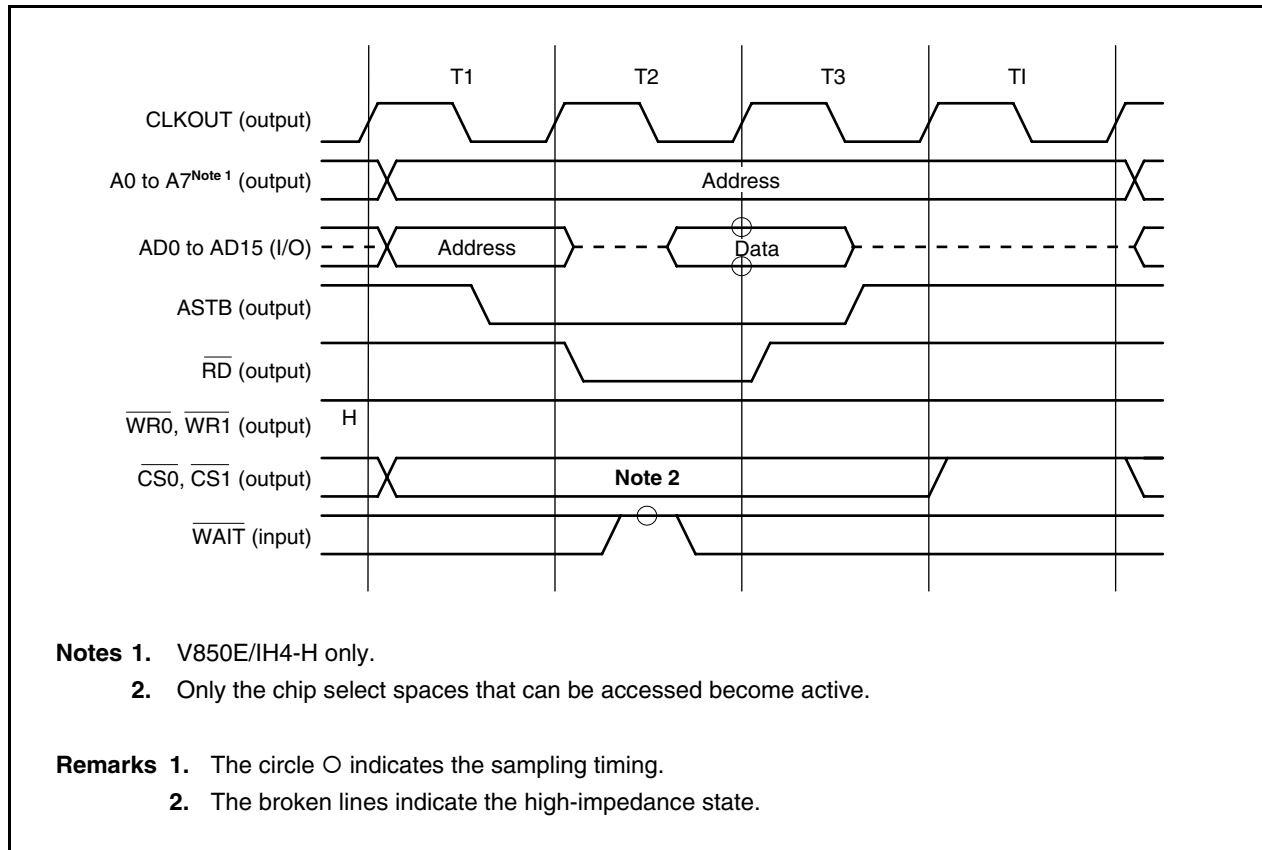 T1 T2 T3 TI
CLKOUT (output)
A0 to A7Note 1 (output) Address
AD0 to AD15 (I/O) Address Data
ASTB (output)
RD (output)
WR0, WR1 (output) H
CS0, CS1 (output) Note 2
WAIT (input)
Notes 1. V850E/IH4-H only.
2. Only the chip select spaces that can be accessed become active.
Remarks 1. The circle O indicates the sampling timing.
2. The broken lines indicate the high-impedance state.